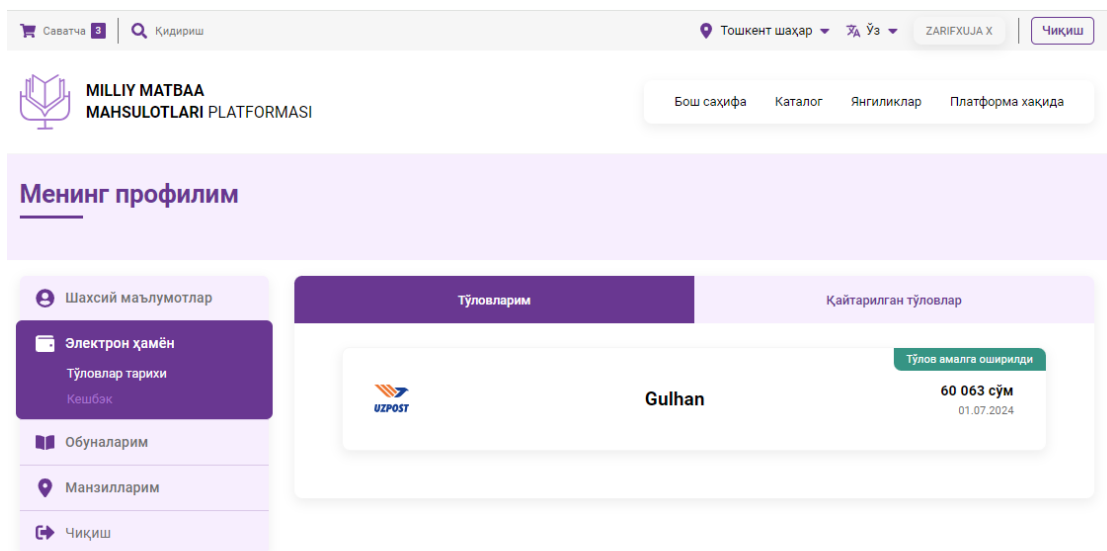 Саватча 3 Қидириш Тошкент шаҳар Ўз ZARIFXUJA X Чиқиш
MILLIY MATBAA
MAHSULOTLARI PLATFORMASI
Бош саҳифа Каталог Янгиликлар Платформа хақида
Менинг профилим
Шахсий маълумотлар
Электрон ҳамён
Тўловлар тарихи
Кешбэк
Обуналарим
Манзилларим
Чиқиш
Тўловларим Қайтарилган тўловлар
Тўлов амалга оширилди
UZPOST Gulhan 60 063 сўм
01.07.2024